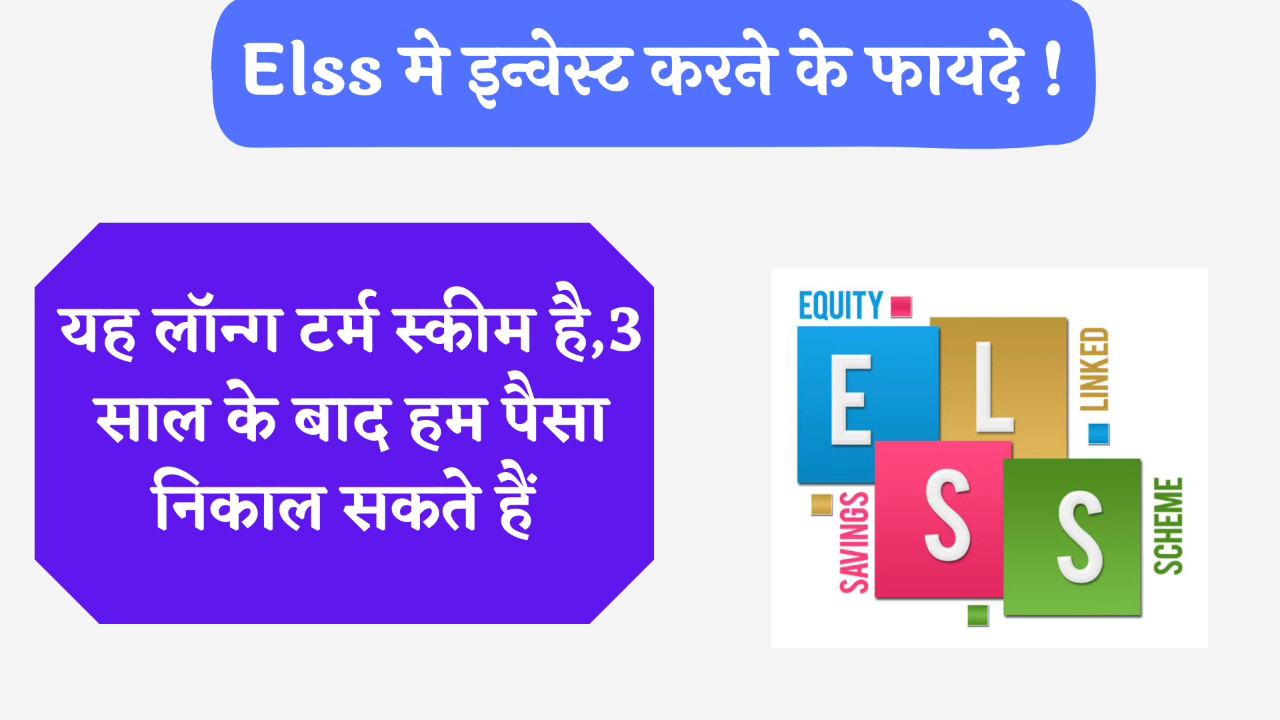 Elss मे इन्वेस्ट करने के फायदे !
यह लॉन्ग टर्म स्कीम है,3
साल के बाद हम पैसा
निकाल सकते हैं
EQUITY
E
L
LINKED
SAVINGS
S
S
SCHEME